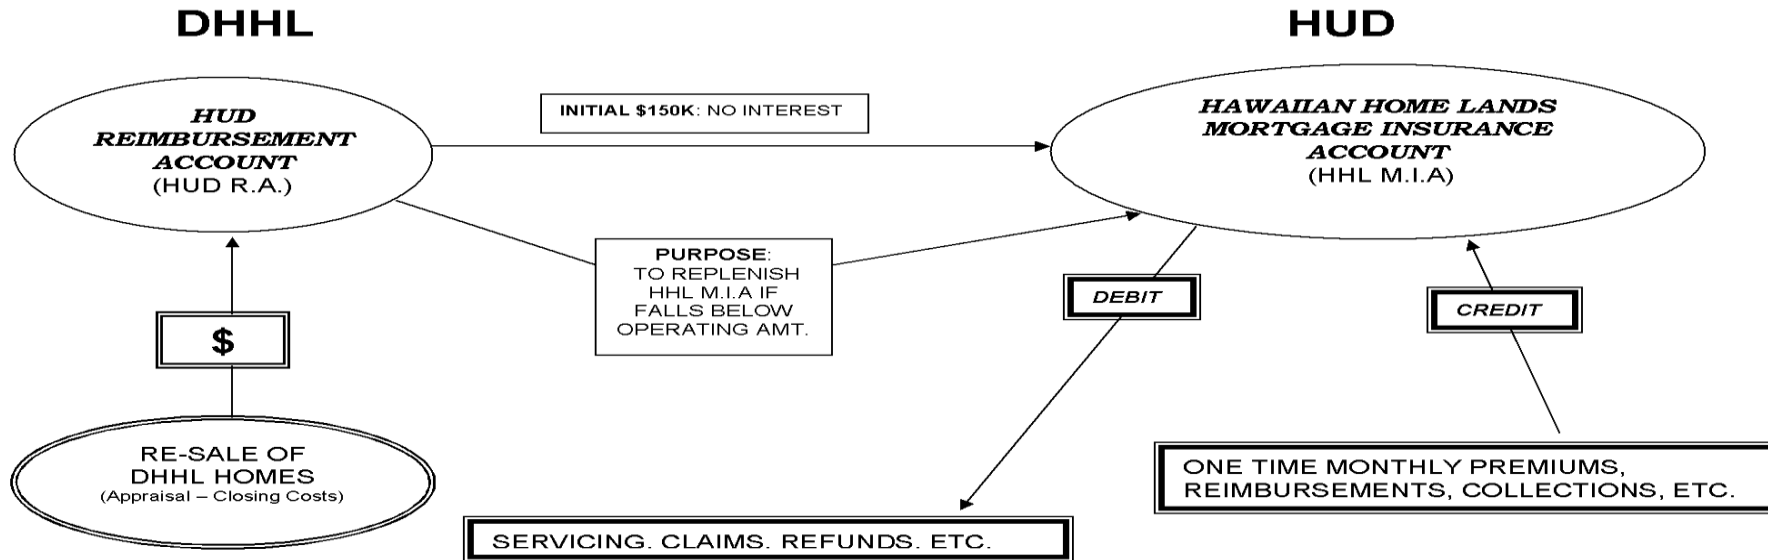 DHHL
HUD
HUD
REIMBURSEMENT
ACCOUNT
(HUD R.A.)
INITIAL $150K: NO INTEREST
HAWAIIAN HOME LANDS
MORTGAGE INSURANCE
ACCOUNT
(HHL M.I.A)
PURPOSE:
TO REPLENISH
HHL M.I.A IF
FALLS BELOW
OPERATING AMT.
DEBIT
CREDIT
$
RE-SALE OF
DHHL HOMES
(Appraisal – Closing Costs)
ONE TIME MONTHLY PREMIUMS,
REIMBURSEMENTS, COLLECTIONS, ETC.
SERVICING. CLAIMS. REFUNDS. ETC.